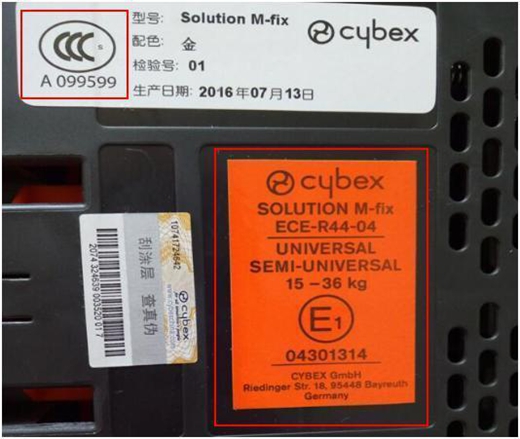 CCC S
A 099599
型号: Solution M-fix
配色: 金
检验号: 01
生产日期: 2016年07月13日
cybex
cybex
SOLUTION M-fix
ECE-R44-04
UNIVERSAL
SEMI-UNIVERSAL
15 – 36 kg
E1
04301314
CYBEX GmbH
Riedinger Str. 18, 95448 Bayreuth
Germany
刮涂层 查真伪
10741724642
cybex